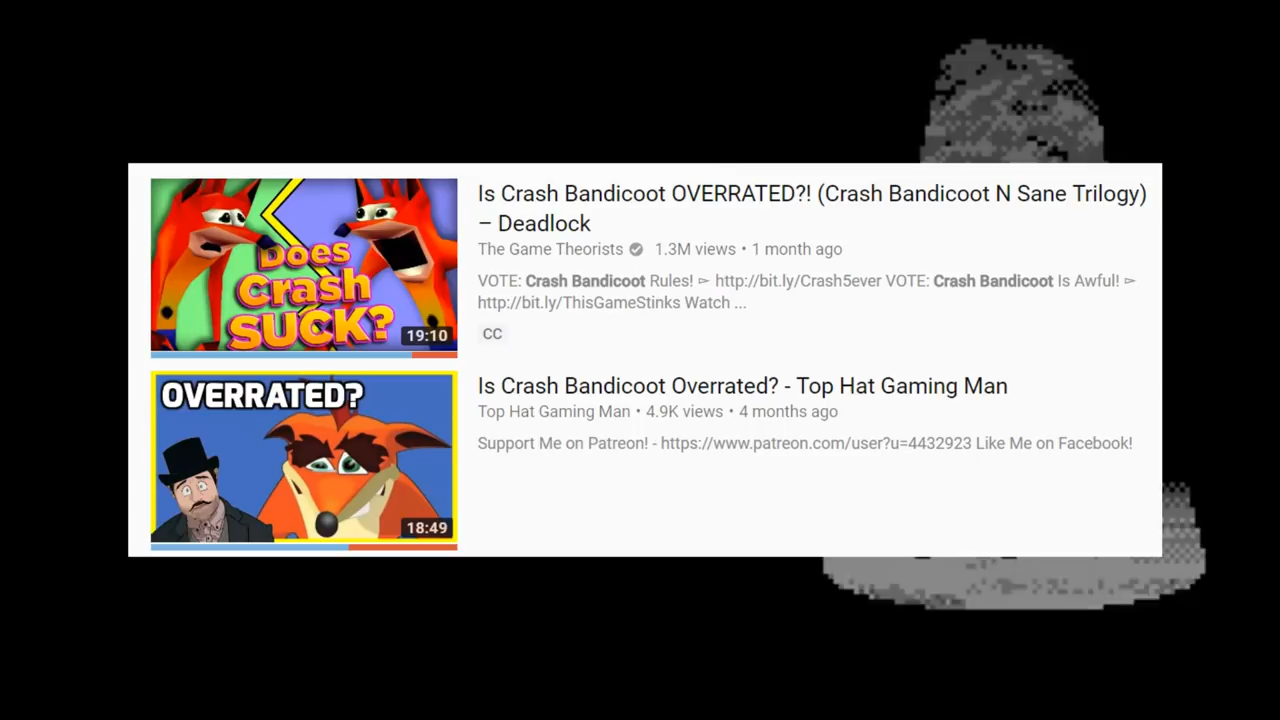 Does
Crash
SUCK?
19:10
Is Crash Bandicoot OVERRATED?! (Crash Bandicoot N Sane Trilogy)
– Deadlock
The Game Theorists 1.3M views • 1 month ago
VOTE: Crash Bandicoot Rules! ► http://bit.ly/Crash5ever VOTE: Crash Bandicoot Is Awful! ►
http://bit.ly/ThisGameStinks Watch ...
CC
OVERRATED?
18:49
Is Crash Bandicoot Overrated? - Top Hat Gaming Man
Top Hat Gaming Man • 4.9K views • 4 months ago
Support Me on Patreon! - https://www.patreon.com/user?u=4432923 Like Me on Facebook!